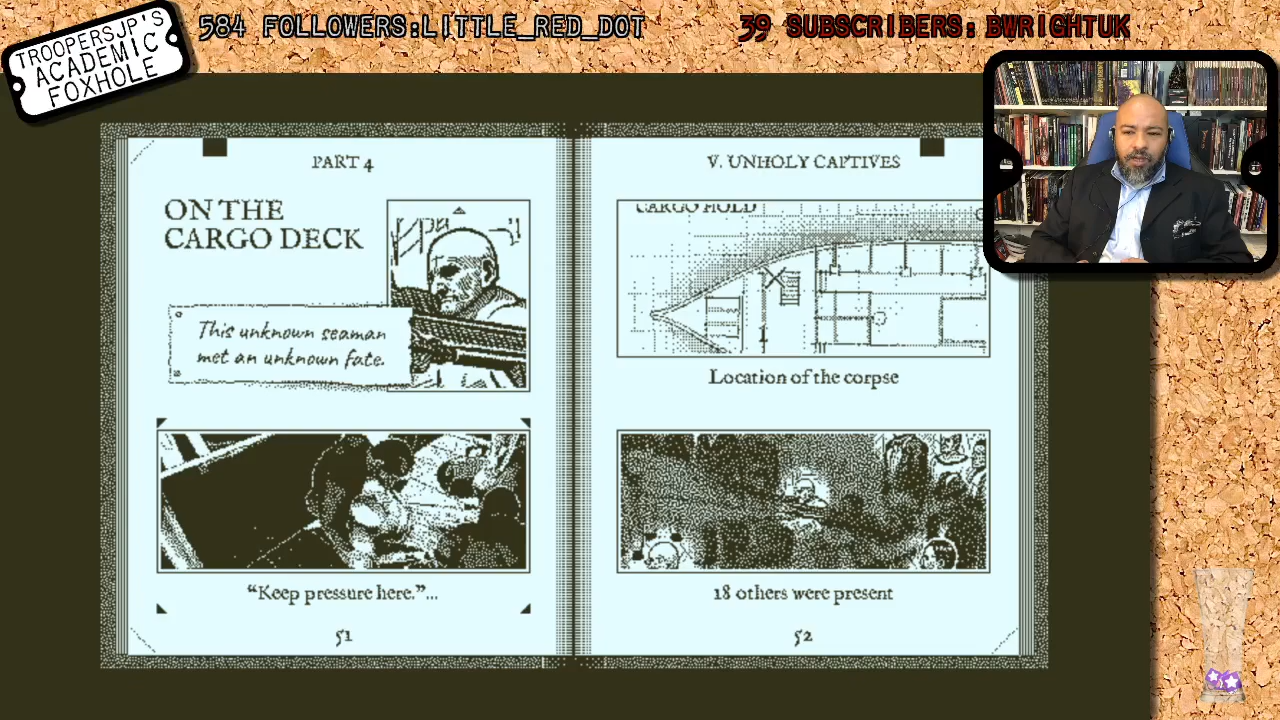 TROOPERSJP'S
ACADEMIC
FOXHOLE
584 FOLLOWERS:LITTLE_RED_DOT
39 SUBSCRIBERS: BWRIGHTUK
PART 4
ON THE
CARGO DECK
This unknown seaman
met an unknown fate.
"Keep pressure here."...
51
V. UNHOLY CAPTIVES
CARGO HOLD
Location of the corpse
18 others were present
52